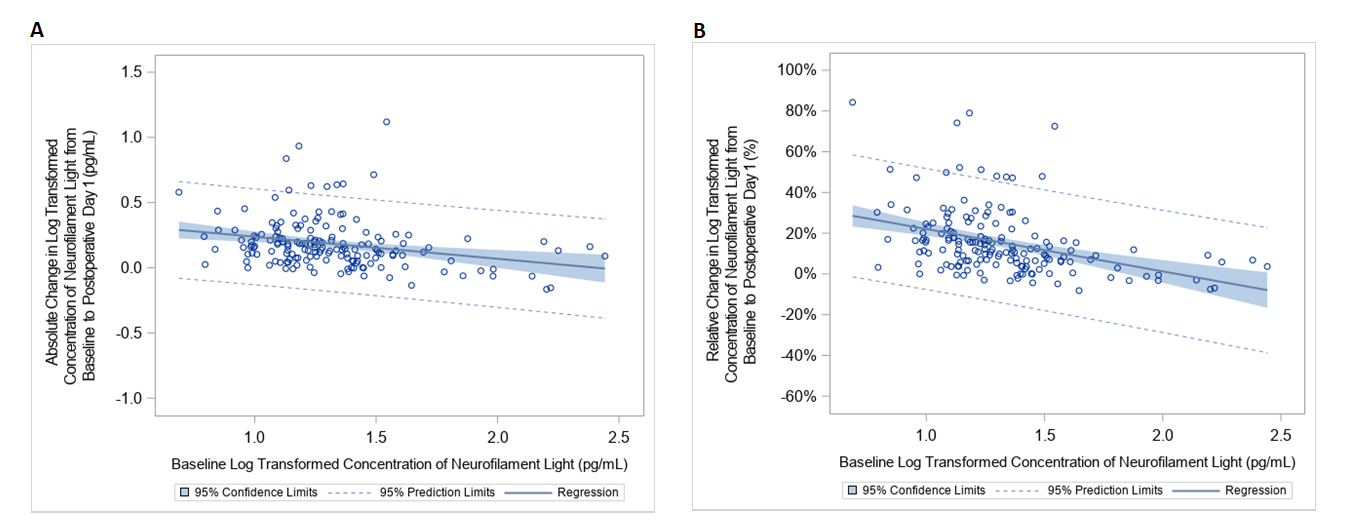 A
1.5
1.0
0.5
0.0
-0.5
-1.0
Absolute Change in Log Transformed
Concentration of Neurofilament Light from
Baseline to Postoperative Day 1 (pg/mL)
1.0 1.5 2.0 2.5
Baseline Log Transformed Concentration of Neurofilament Light (pg/mL)
95% Confidence Limits 95% Prediction Limits Regression
B
100%
80%
60%
40%
20%
0%
-20%
-40%
-60%
Relative Change in Log Transformed
Concentration of Neurofilament Light from
Baseline to Postoperative Day 1 (%)
1.0 1.5 2.0 2.5
Baseline Log Transformed Concentration of Neurofilament Light (pg/mL)
95% Confidence Limits 95% Prediction Limits Regression